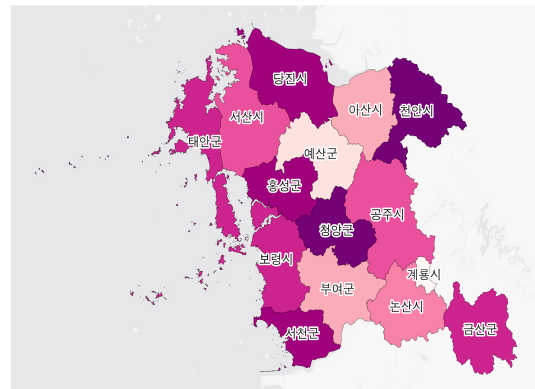 당진시
아산시
천안시
서산시
태안군
예산군
홍성군
공주시
청양군
보령시
계룡시
부여군
논산시
금산군
서천군